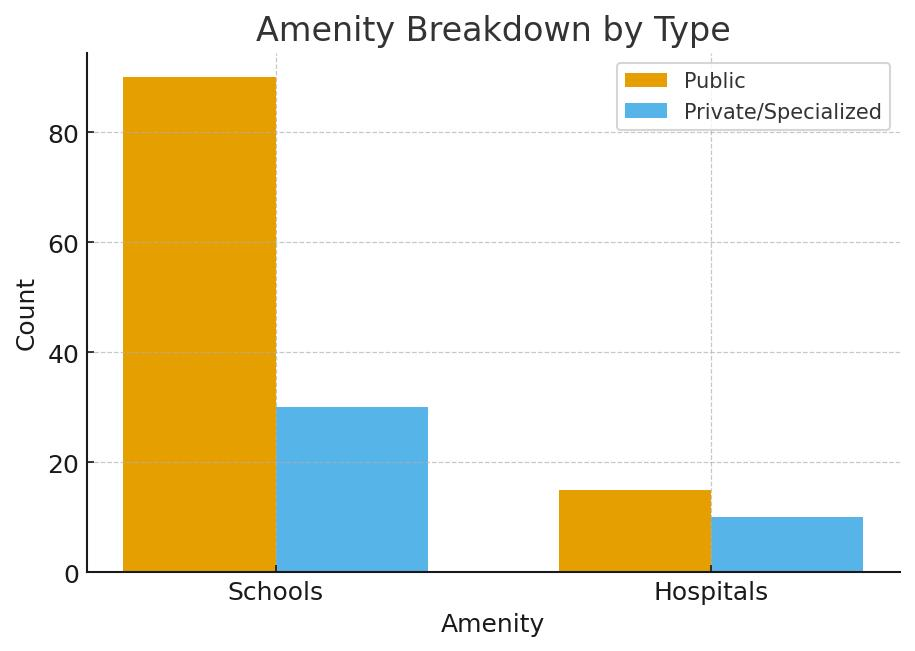 Amenity Breakdown by Type
Public
Private/Specialized
80
60
40
20
0
Count
Schools
Hospitals
Amenity